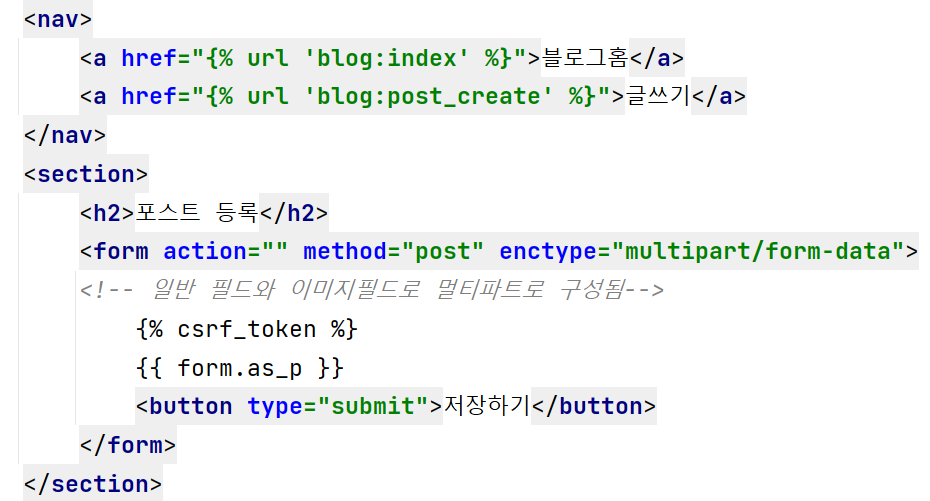 <nav>
<a href="{% url 'blog:index' %}">블로그홈</a>
<a href="{% url 'blog:post_create' %}">글쓰기</a>
</nav>
<section>
<h2>포스트 등록</h2>
<form action="" method="post" enctype="multipart/form-data">
<!-- 일반 필드와 이미지필드로 멀티파트로 구성됨-->
{% csrf_token %}
{{ form.as_p }}
<button type="submit">저장하기</button>
</form>
</section>